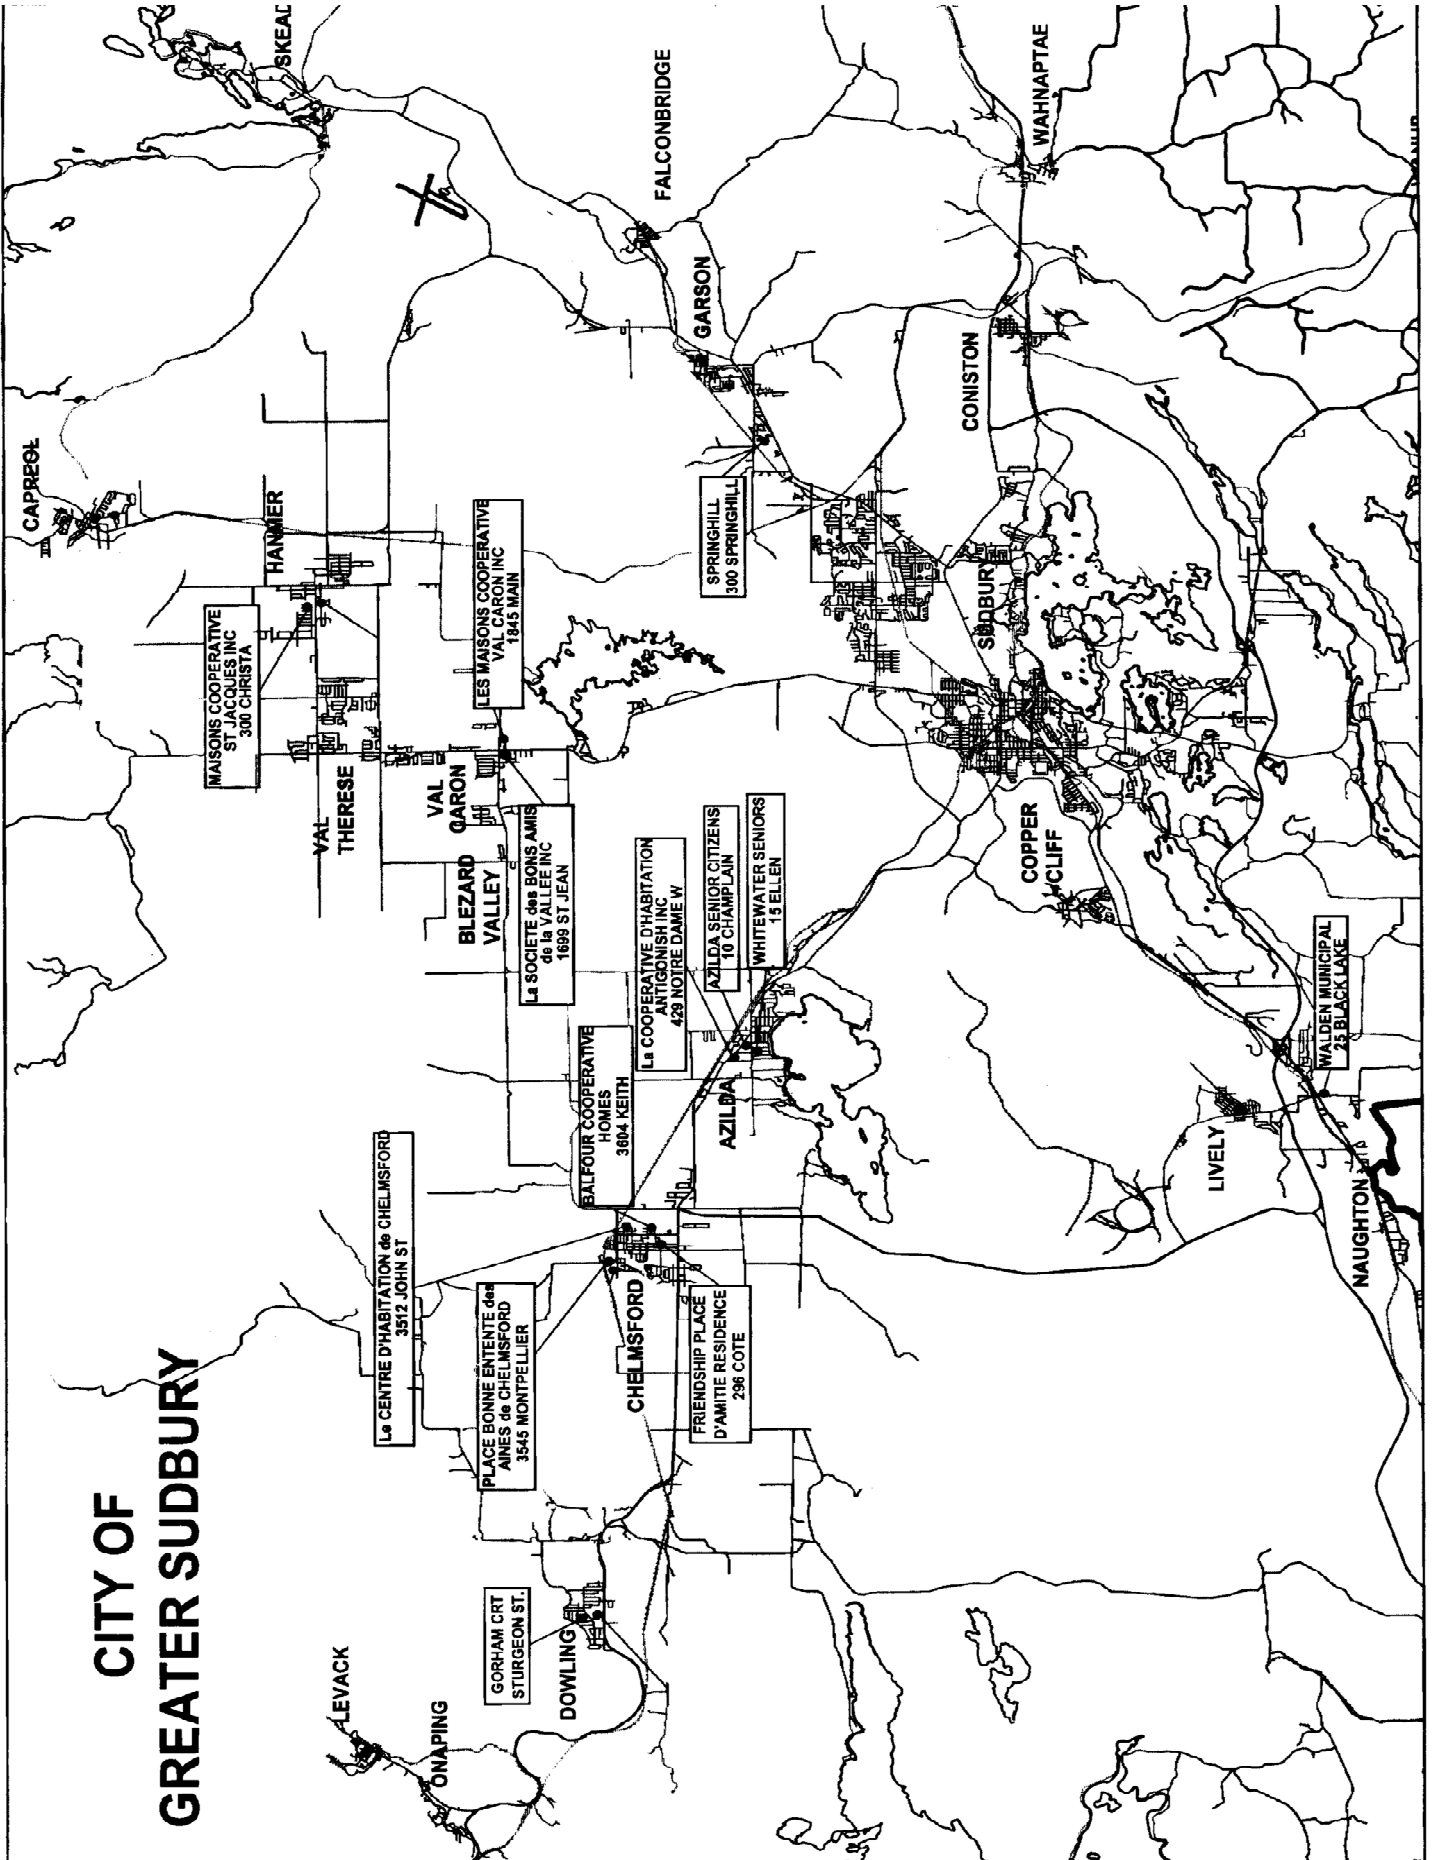 CITY OF
GREATER SUDBURY
LEVACK
ONAPING
DOWLING
GORHAM CRT
STURGEON ST.
Le CENTRE D'HABITATION de CHELMSFORD
3512 JOHN ST
PLACE BONNE ENTENTE des
AINES de CHELMSFORD
3545 MONTPELLIER
CHELMSFORD
FRIENDSHIP PLACE
D'AMITIE RESIDENCE
296 COTE
BALFOUR COOPERATIVE
HOMES
3604 KEITH
AZILDA
La COOPERATIVE D'HABITATION
ANTIGONISH INC
429 NOTRE DAME W
AZILDA SENIOR CITIZENS
10 CHAMPLAIN
WHITEWATER SENIORS
15 ELLEN
BLEZARD
VALLEY
La SOCIETE des BONS AMIS
de la VALLEE INC
1699 ST JEAN
VAL
CARON
VAL
THERESE
MAISONS COOPERATIVE
ST JACQUES INC
300 CHRISTA
LES MAISONS COOPERATIVE
VAL CARON INC
1845 MAIN
HANMER
CAPREOL
SKEAD
FALCONBRIDGE
GARSON
SPRINGHILL
300 SPRINGHILL
SUDBURY
CONISTON
WAHNAPTAE
COPPER
CLIFF
LIVELY
WALDEN MUNICIPAL
25 BLACK LAKE
NAUGHTON